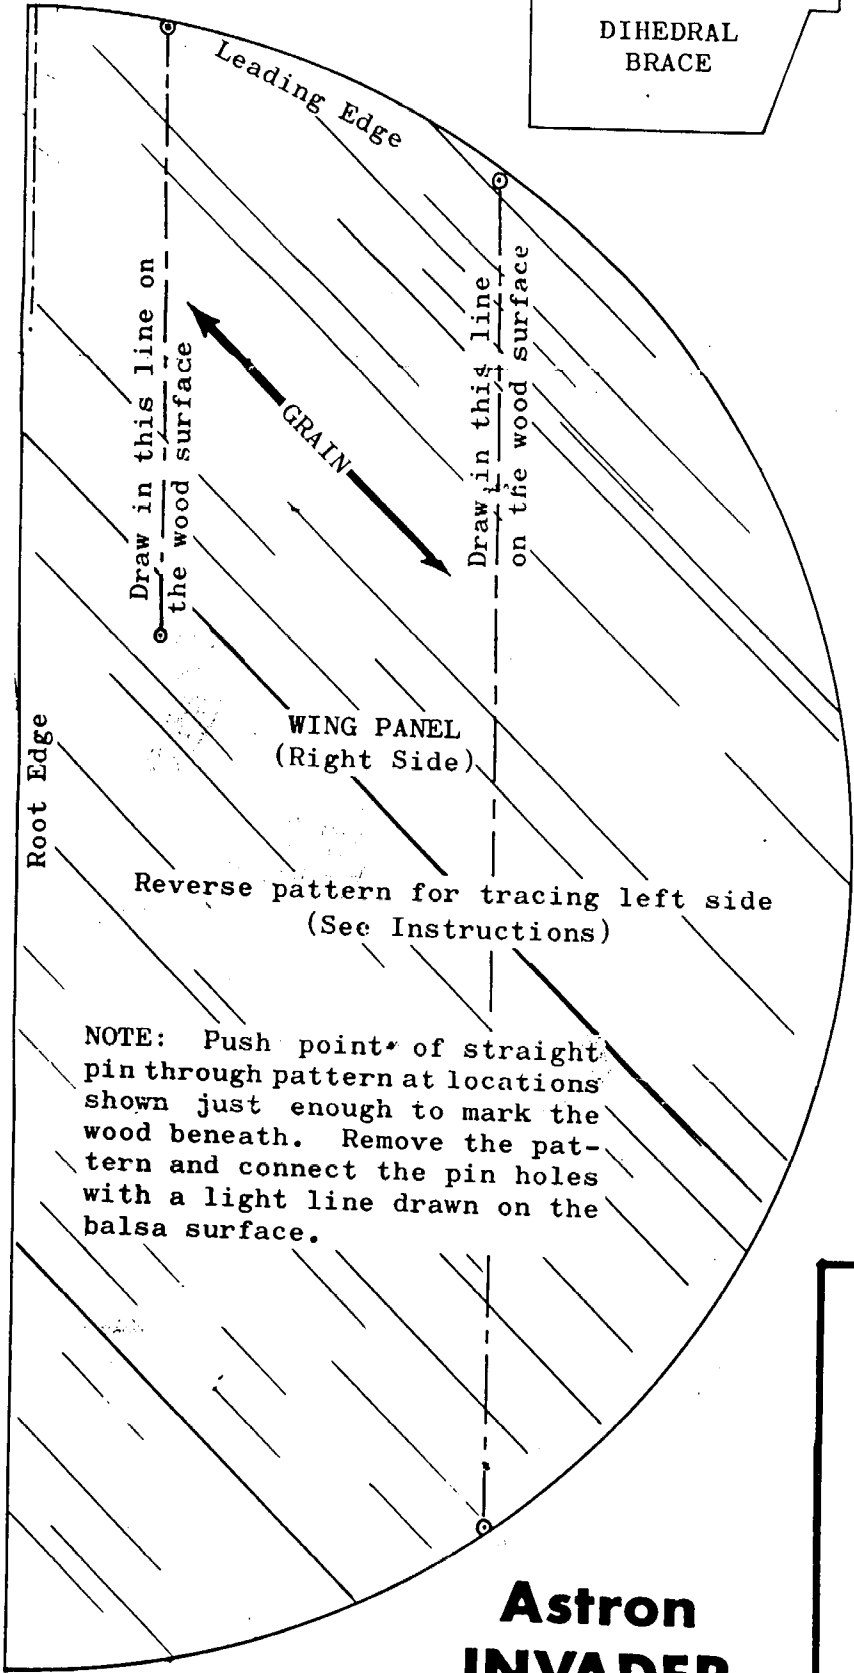 DIHEDRAL
BRACE
Leading Edge
Draw in this line on
the wood surface
Draw in this line
on the wood surface
GRAIN
Root Edge
WING PANEL
(Right Side)
Reverse pattern for tracing left side
(See Instructions)
NOTE: Push point of straight
pin through pattern at locations
shown just enough to mark the
wood beneath. Remove the pat-
tern and connect the pin holes
with a light line drawn on the
balsa surface.
Astron
INVADER